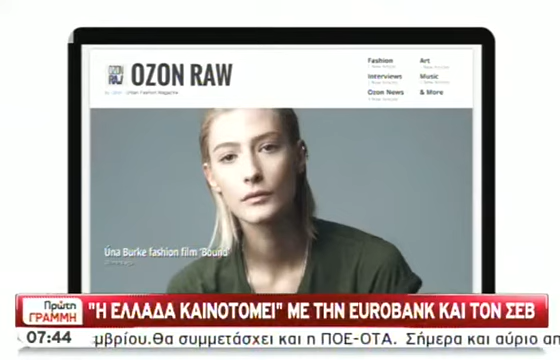 OZON RAW
Urban Fashion Magazine
Fashion
Art
Interviews
Music
Ozon News
& More
Úna Burke fashion film 'Bound'
Πρώτη
ΓΡΑΜΜΗ
"Η ΕΛΛΑΔΑ ΚΑΙΝΟΤΟΜΕΙ" ΜΕ ΤΗΝ EUROBANK ΚΑΙ ΤΟΝ ΣΕΒ
07:44
μβρίου.Θα συμμετάσχει και η ΠΟΕ-ΟΤΑ. Σήμερα και αύριο απ